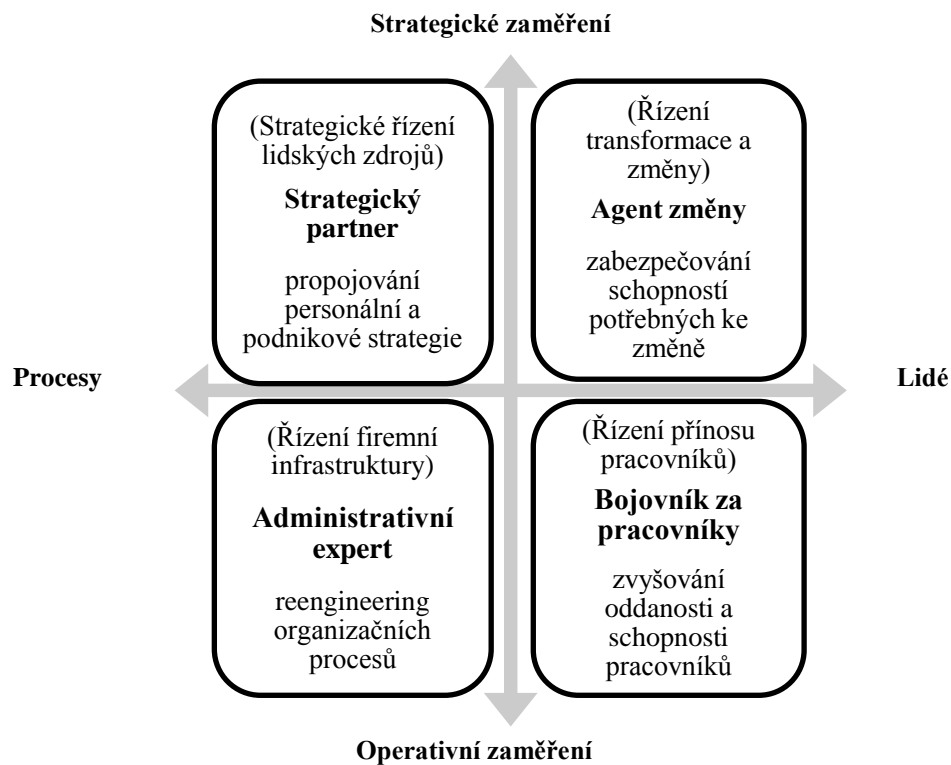 Strategické zaměření
(Strategické řízení
lidských zdrojů)
Strategický
partner
propojování
personální a
podnikové strategie
(Řízení
transformace a
změny)
Agent změny
zabezpečování
schopností
potřebných ke
změně
Procesy
Lidé
(Řízení firemní
infrastruktury)
Administrativní
expert
reengineering
organizačních
procesů
(Řízení přínosu
pracovníků)
Bojovník za
pracovníky
zvyšování
oddanosti a
schopnosti
pracovníků
Operativní zaměření